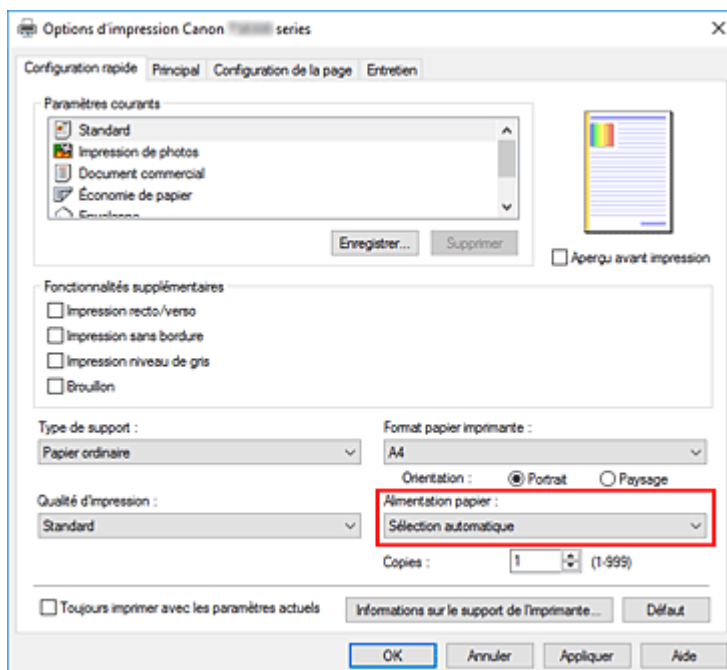 Options d'impression Canon series
Configuration rapide Principal Configuration de la page Entretien
Paramètres courants
Standard
Impression de photos
Document commercial
Économie de papier
Enregistrer... Supprimer
Aperçu avant impression
Fonctionnalités supplémentaires
Impression recto/verso
Impression sans bordure
Impression niveau de gris
Brouillon
Type de support : Format papier imprimante :
Papier ordinaire A4
Orientation : Portrait Paysage
Qualité d'impression : Alimentation papier :
Standard Sélection automatique
Copies : 1 (1-999)
Toujours imprimer avec les paramètres actuels Informations sur le support de l'imprimante... Défaut
OK Annuler Appliquer Aide